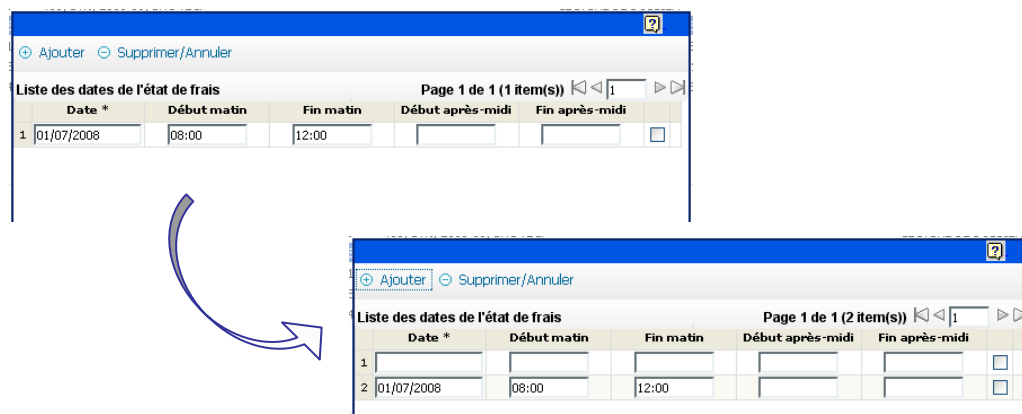 ?
Ajouter Supprimer/Annuler
Liste des dates de l'état de frais Page 1 de 1 (1 item(s)) 1
Date * Début matin Fin matin Début après-midi Fin après-midi
1 01/07/2008 08:00 12:00
?
Ajouter Supprimer/Annuler
Liste des dates de l'état de frais Page 1 de 1 (2 item(s)) 1
Date * Début matin Fin matin Début après-midi Fin après-midi
1
2 01/07/2008 08:00 12:00